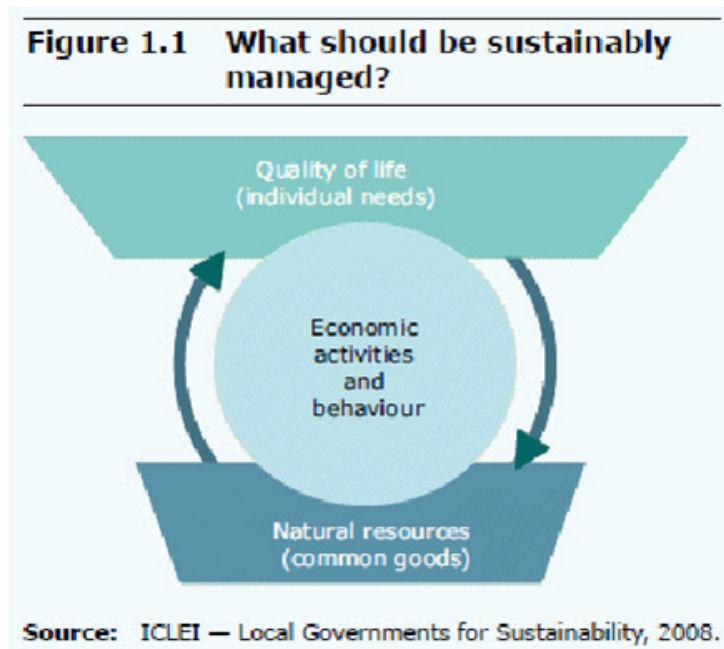 Figure 1.1 What should be sustainably
managed?
Quality of life
(individual needs)
Economic
activities
and
behaviour
Natural resources
(common goods)
Source: ICLEI — Local Governments for Sustainability, 2008.